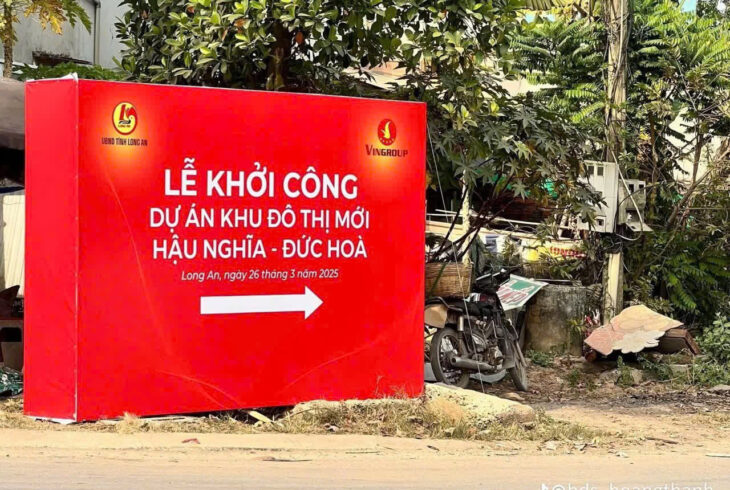 UBND TỈNH LONG AN
VINGROUP
LỄ KHỞI CÔNG
DỰ ÁN KHU ĐÔ THỊ MỚI
HẬU NGHĨA - ĐỨC HOÀ
Long An, ngày 26 tháng 3 năm 2025